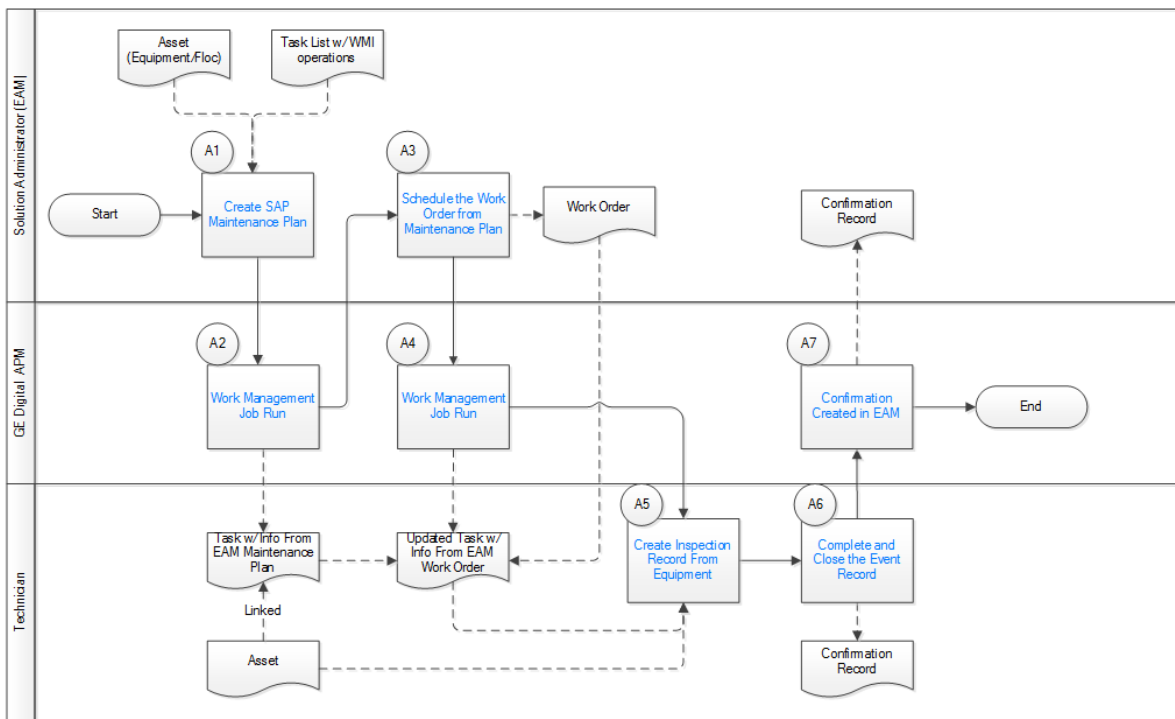 Solution Administrator (EAM)
Asset
(Equipment/Floc)
Task List w/WMI
operations
A1
A3
Start
Create SAP
Maintenance Plan
Schedule the Work
Order from
Maintenance Plan
Work Order
Confirmation
Record
GE Digital APM
A2
A4
A7
Work Management
Job Run
Work Management
Job Run
Confirmation
Created in EAM
End
Technician
A5
A6
Task w/Info From
EAM Maintenance
Plan
Updated Task w/
Info From EAM
Work Order
Create Inspection
Record From
Equipment
Complete and
Close the Event
Record
Linked
Asset
Confirmation
Record